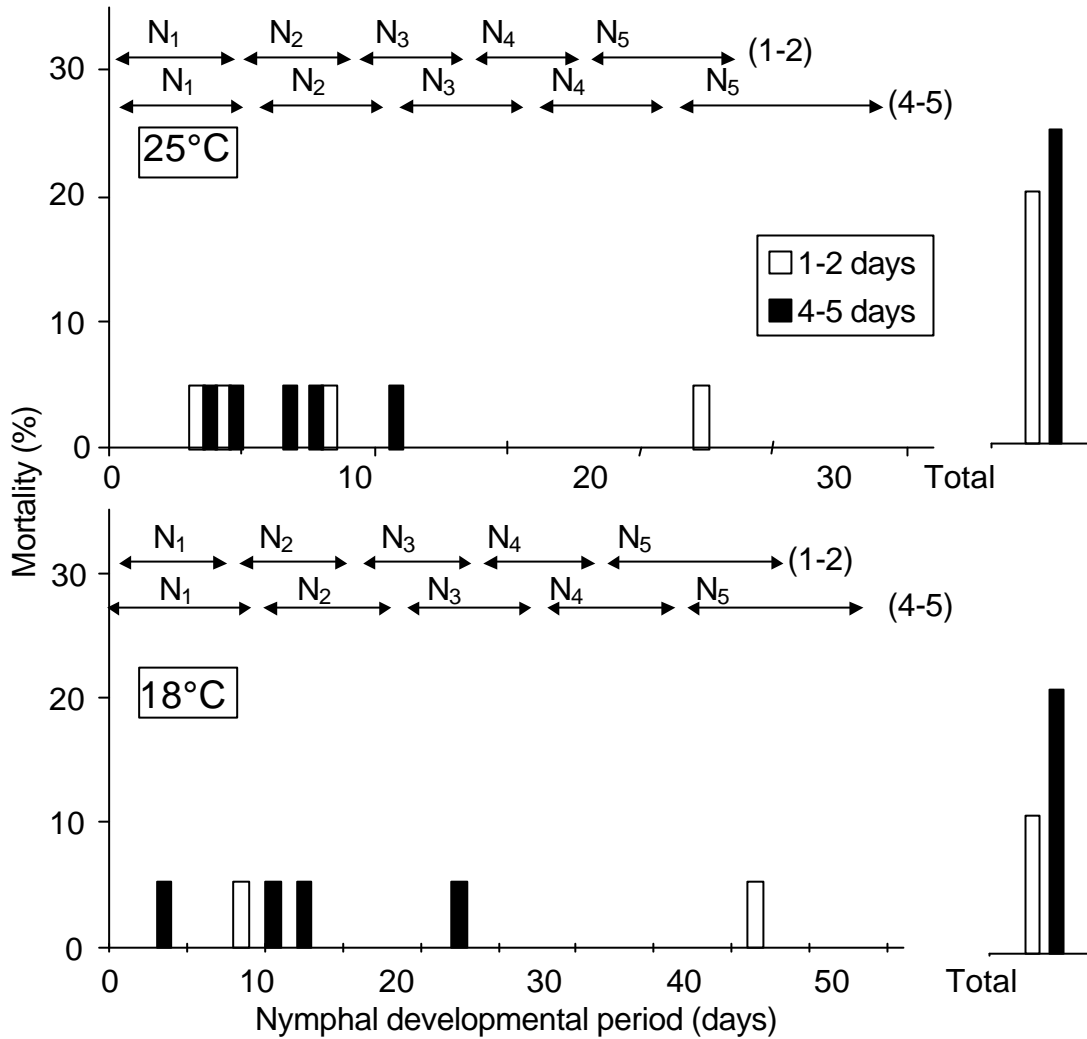 N₁ N₂ N₃ N₄ N₅ (1-2)
30
N₁ N₂ N₃ N₄ N₅ (4-5)
25°C
20
1-2 days
4-5 days
10
0
0 10 20 30 Total
Mortality (%)
N₁ N₂ N₃ N₄ N₅ (1-2)
30
N₁ N₂ N₃ N₄ N₅ (4-5)
18°C
20
10
0
0 10 20 30 40 50 Total
Nymphal developmental period (days)